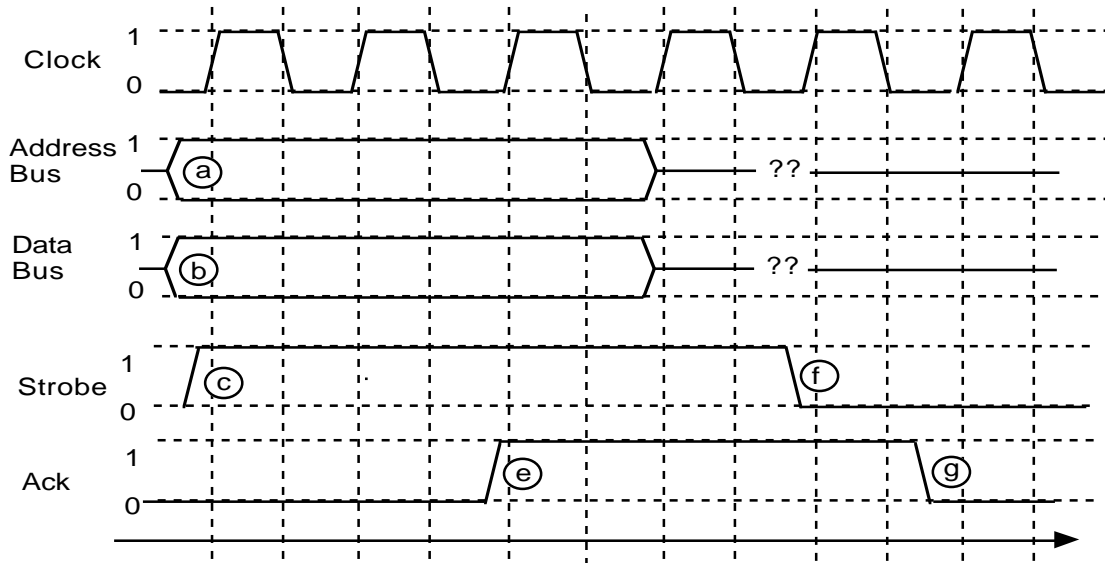 Clock 1
0
Address Bus 1
a ??
0
Data Bus 1
b ??
0
Strobe 1
c f
0
Ack 1
e g
0